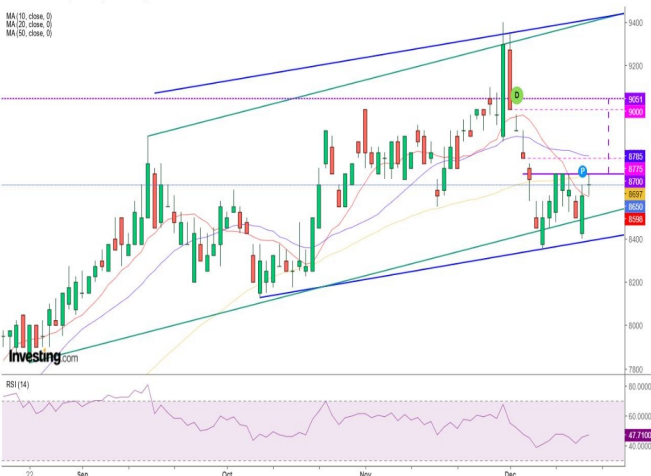 MA (10, close, 0)
MA (20, close, 0)
MA (50, close, 0)
9400
9200
9051
9000
8785
8775
8700
8697
8650
8598
8400
8200
8000
7800
D
P
Investing.com
RSI (14)
80.0000
60.0000
47.7100
40.0000
22
Sep
Oct
Nov
Dec